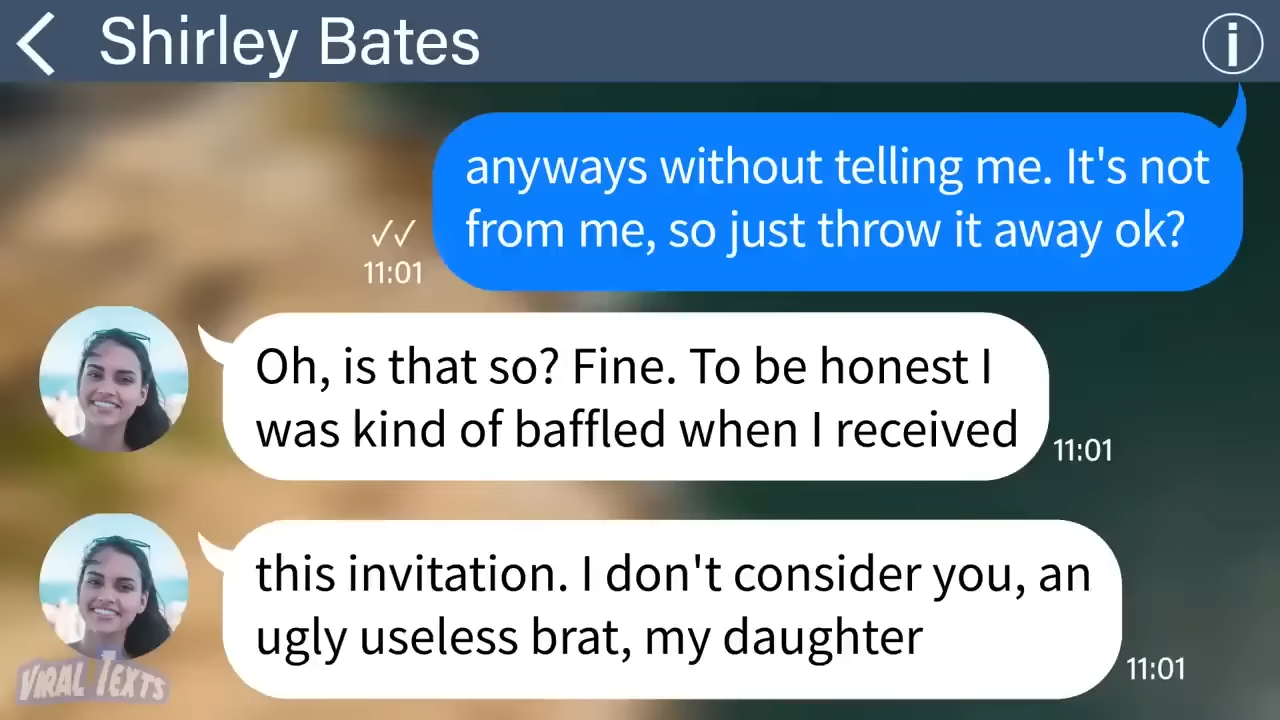 Shirley Bates
anyways without telling me. It's not
from me, so just throw it away ok?
11:01
Oh, is that so? Fine. To be honest I
was kind of baffled when I received
11:01
this invitation. I don't consider you, an
ugly useless brat, my daughter
11:01
VIRAL TEXTS